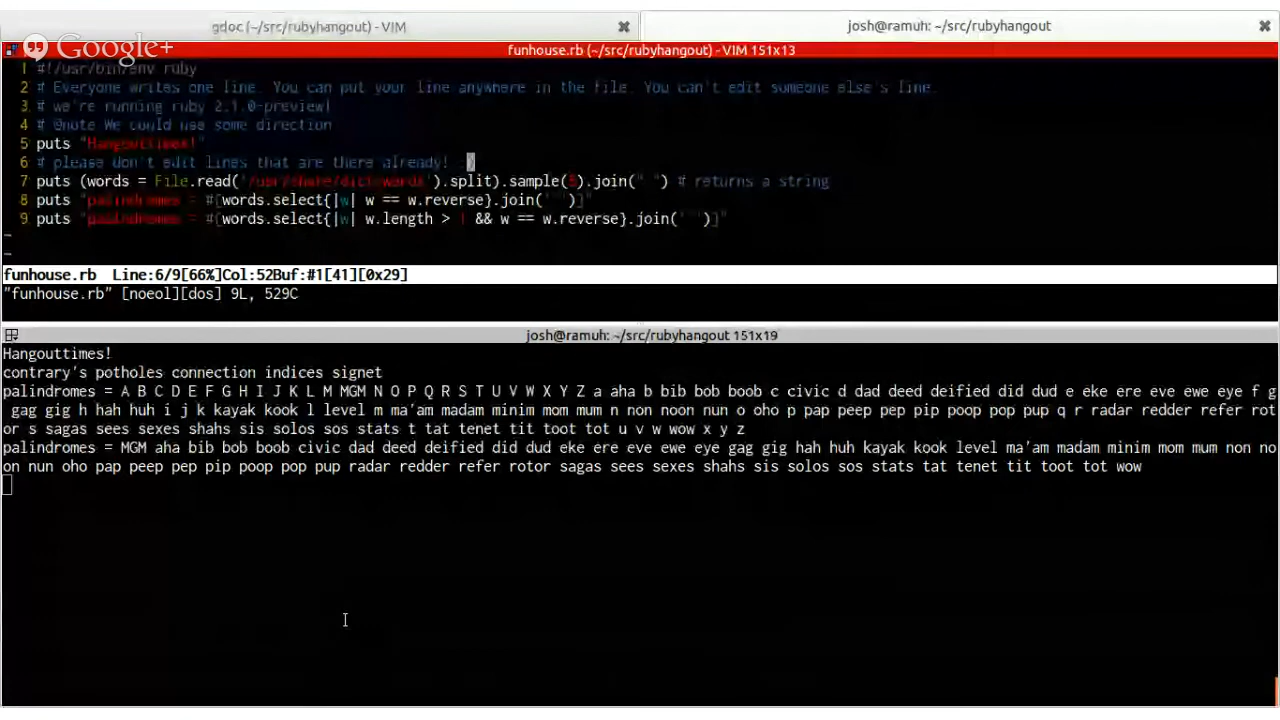 gdoc (~/src/rubyhangout) - VIM
josh@ramuh: ~/src/rubyhangout
Google+
funhouse.rb (~/src/rubyhangout) - VIM 151x13
1 #!/usr/bin/env ruby
2 # Everyone writes one line. You can put your line anywhere in the file. You can't edit someone else's line.
3 # we're running ruby 2.1.0-preview1
4 # @note We could use some direction
5 puts "Hangouttimes!"
6 # please don't edit lines that are there already! :)
7 puts (words = File.read('/usr/share/dict/words').split).sample(5).join(" ") # returns a string
8 puts "palindromes = #{words.select{|w| w == w.reverse}.join(' ')}"
9 puts "palindromes = #{words.select{|w| w.length > 1 && w == w.reverse}.join(' ')}"
~
~
funhouse.rb Line:6/9[66%]Col:52Buf:#1[41][0x29]
"funhouse.rb" [noeol][dos] 9L, 529C
josh@ramuh: ~/src/rubyhangout 151x19
Hangouttimes!
contrary's potholes connection indices signet
palindromes = A B C D E F G H I J K L M MGM N O P Q R S T U V W X Y Z a aha b bib bob boob c civic d dad deed deified did dud e eke ere eve ewe eye f g
gag gig h hah huh i j k kayak kook l level m ma'am madam minim mom mum n non noon nun o oho p pap peep pep pip poop pop pup q r radar redder refer rot
or s sagas sees sexes shahs sis solos sos stats t tat tenet tit toot tot u v w wow x y z
palindromes = MGM aha bib bob boob civic dad deed deified did dud eke ere eve ewe eye gag gig hah huh kayak kook level ma'am madam minim mom mum non no
on nun oho pap peep pep pip poop pop pup radar redder refer rotor sagas sees sexes shahs sis solos sos stats tat tenet tit toot tot wow